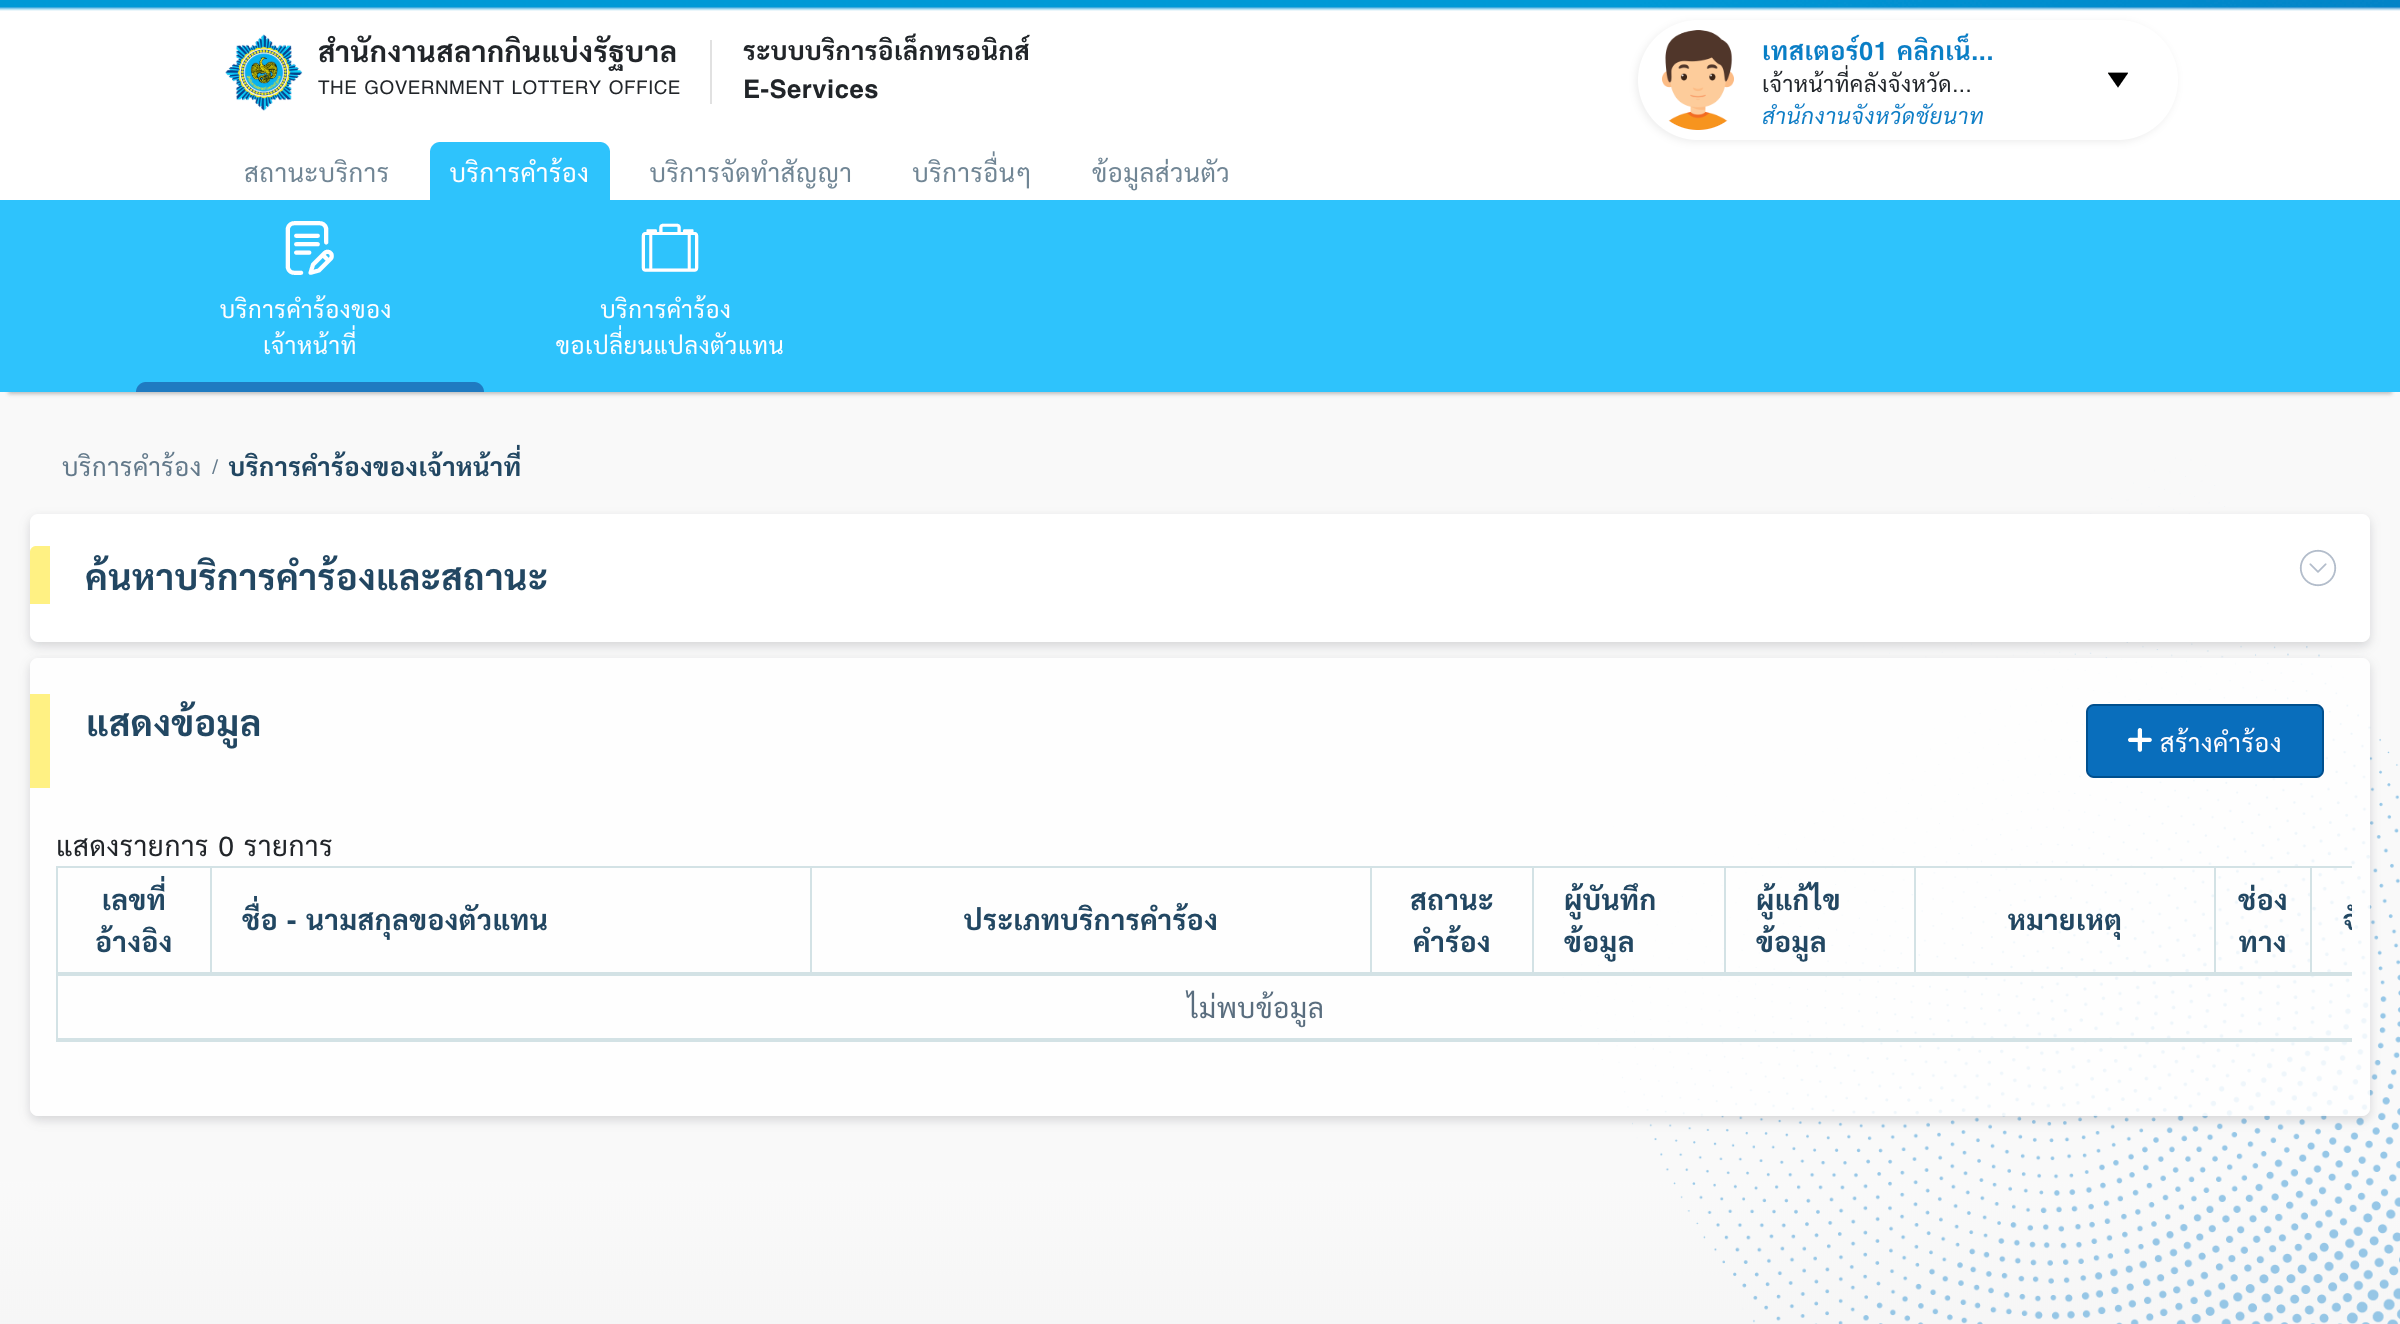 สำนักงานสลากกินแบ่งรัฐบาล
THE GOVERNMENT LOTTERY OFFICE
ระบบบริการอิเล็กทรอนิกส์
E-Services
เทสเตอร์01 คลิกเน็...
เจ้าหน้าที่คลังจังหวัด...
สำนักงานจังหวัดชัยนาท
สถานะบริการ
บริการคำร้อง
บริการจัดทำสัญญา
บริการอื่นๆ
ข้อมูลส่วนตัว
บริการคำร้องของ
เจ้าหน้าที่
บริการคำร้อง
ขอเปลี่ยนแปลงตัวแทน
บริการคำร้อง / บริการคำร้องของเจ้าหน้าที่
ค้นหาบริการคำร้องและสถานะ
แสดงข้อมูล
สร้างคำร้อง
แสดงรายการ 0 รายการ
เลขที่
อ้างอิง
ชื่อ - นามสกุลของตัวแทน
ประเภทบริการคำร้อง
สถานะ
คำร้อง
ผู้บันทึก
ข้อมูล
ผู้แก้ไข
ข้อมูล
หมายเหตุ
ช่อง
ทาง
ไม่พบข้อมูล